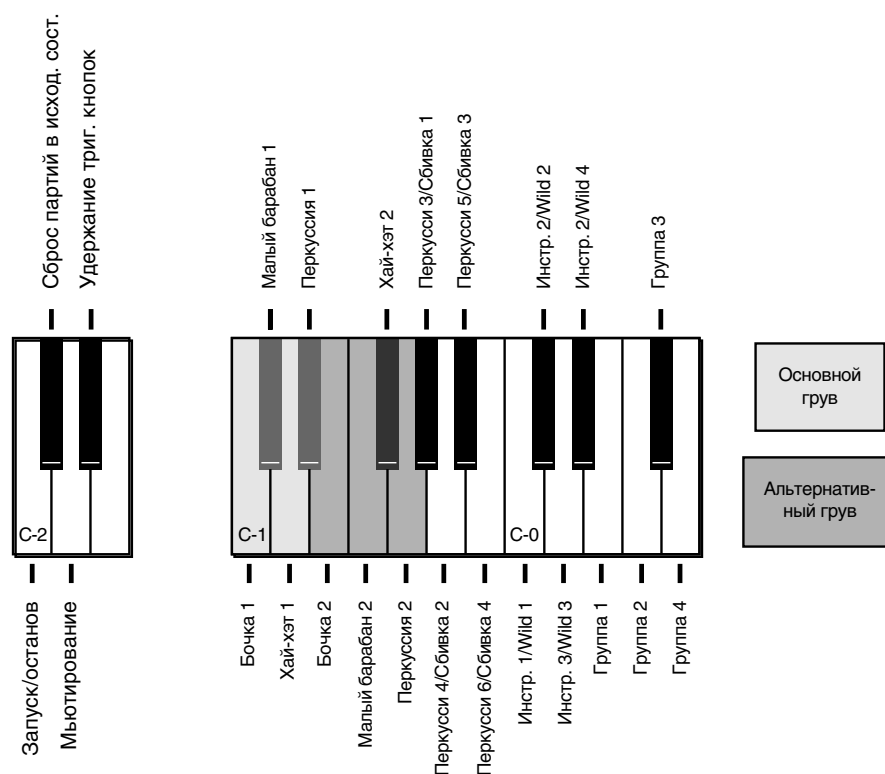 Сброс партий в исход. сост.
Удержание триг. кнопок
Малый барабан 1
Перкуссия 1
Хай-хэт 2
Перкусси 3/Сбивка 1
Перкусси 5/Сбивка 3
Инстр. 2/Wild 2
Инстр. 2/Wild 4
Группа 3
Основной
грув
Альтернатив-
ный грув
C-2
C-1
C-0
Запуск/останов
Мьютирование
Бочка 1
Хай-хэт 1
Бочка 2
Малый барабан 2
Перкуссия 2
Перкусси 4/Сбивка 2
Перкусси 6/Сбивка 4
Инстр. 1/Wild 1
Инстр. 3/Wild 3
Группа 1
Группа 2
Группа 4